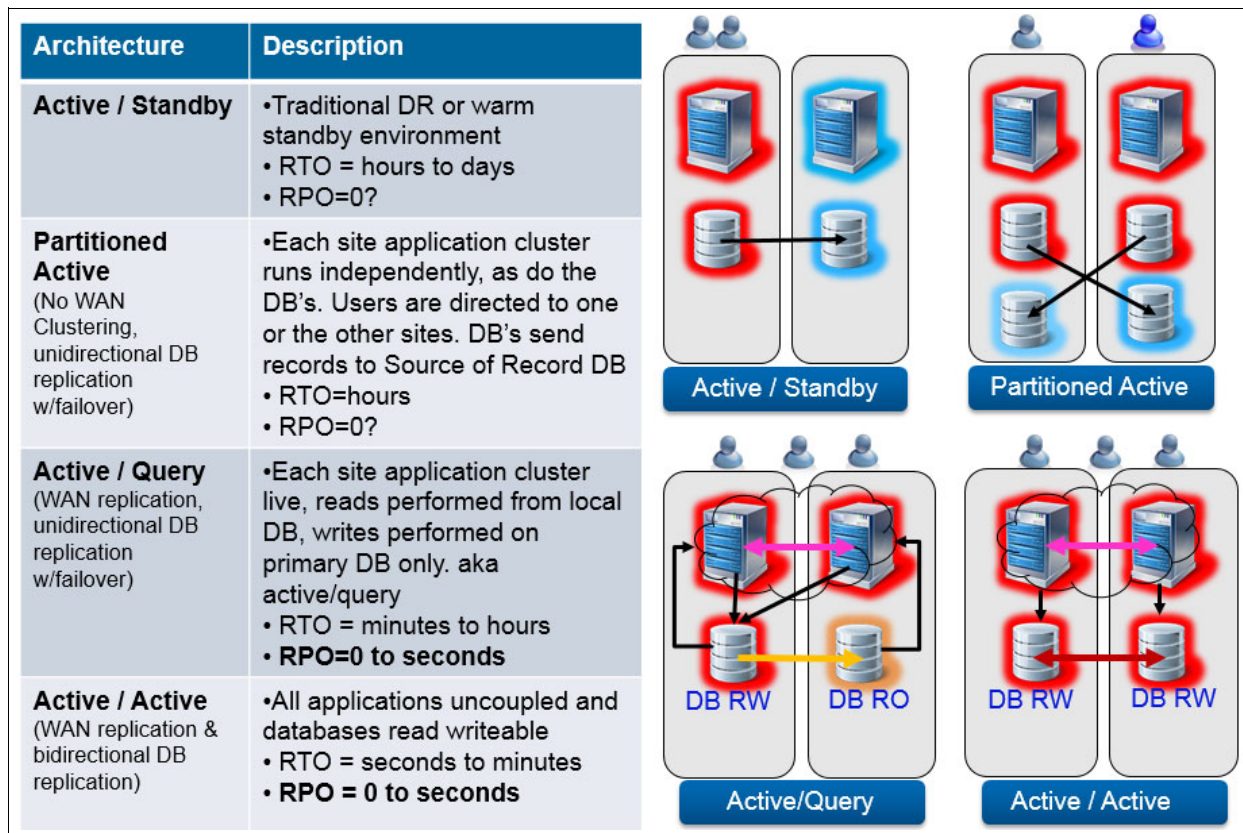 Architecture
Description
Active / Standby
•Traditional DR or warm
standby environment
• RTO = hours to days
• RPO=0?
Partitioned
Active
(No WAN
Clustering,
unidirectional DB
replication
w/failover)
•Each site application cluster
runs independently, as do the
DB's. Users are directed to one
or the other sites. DB's send
records to Source of Record DB
• RTO=hours
• RPO=0?
Active / Query
(WAN replication,
unidirectional DB
replication
w/failover)
•Each site application cluster
live, reads performed from local
DB, writes performed on
primary DB only. aka
active/query
• RTO = minutes to hours
• RPO=0 to seconds
Active / Active
(WAN replication &
bidirectional DB
replication)
•All applications uncoupled and
databases read writeable
• RTO = seconds to minutes
• RPO = 0 to seconds
Active / Standby
Partitioned Active
DB RW
DB RO
Active/Query
DB RW
DB RW
Active / Active